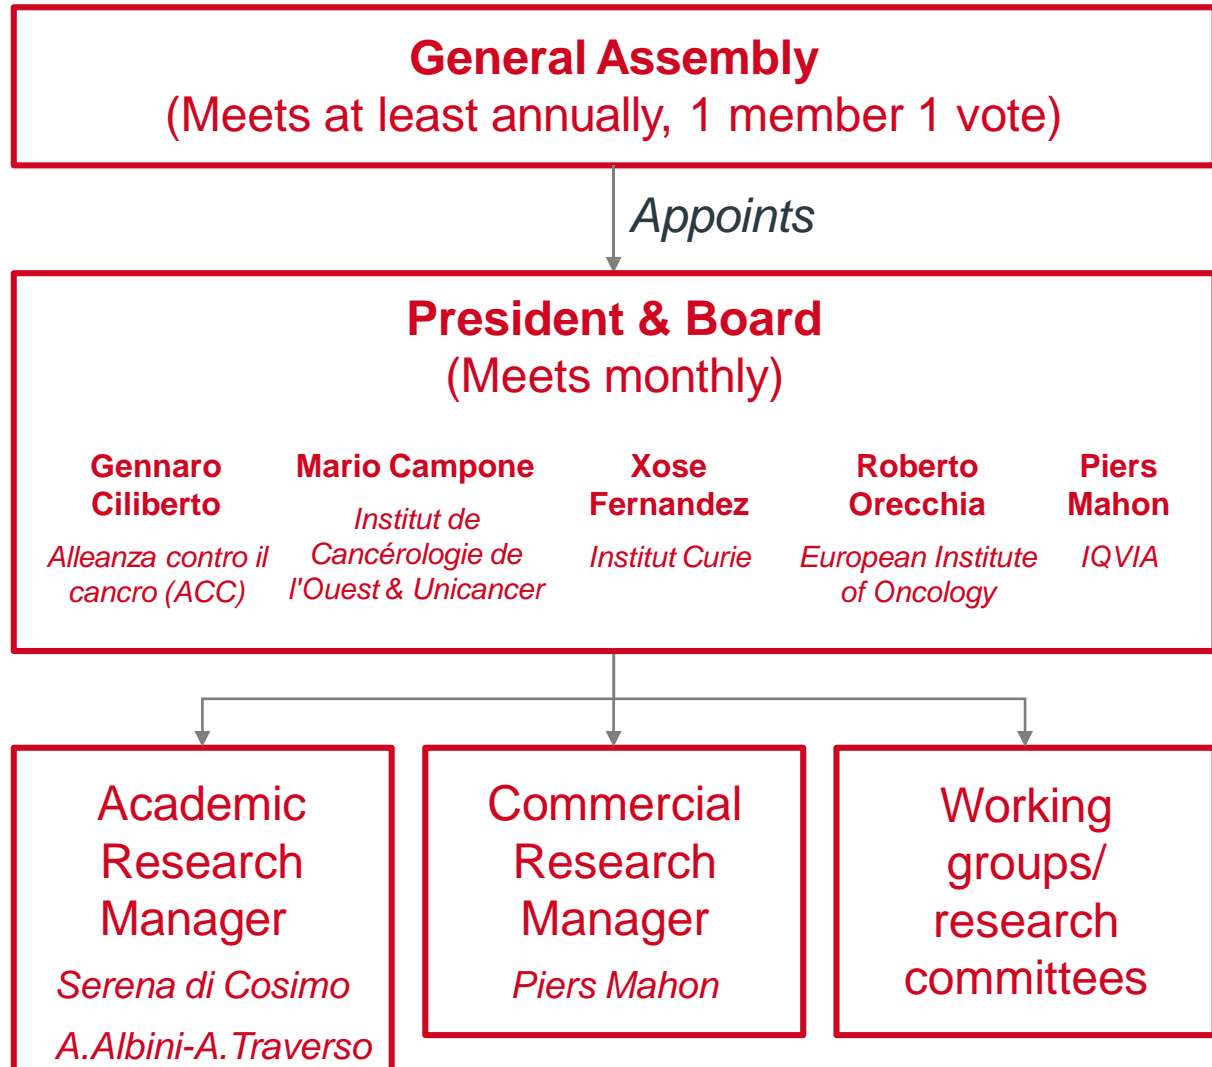 General Assembly
(Meets at least annually, 1 member 1 vote)
Appoints
President & Board
(Meets monthly)
Gennaro
Ciliberto
Alleanza contro il
cancro (ACC)
Mario Campone
Institut de
Cancérologie de
l'Ouest & Unicancer
Xose
Fernandez
Institut Curie
Roberto
Orecchia
European Institute
of Oncology
Piers
Mahon
IQVIA
Academic
Research
Manager
Serena di Cosimo
A.Albini-A.Traverso
Commercial
Research
Manager
Piers Mahon
Working
groups/
research
committees